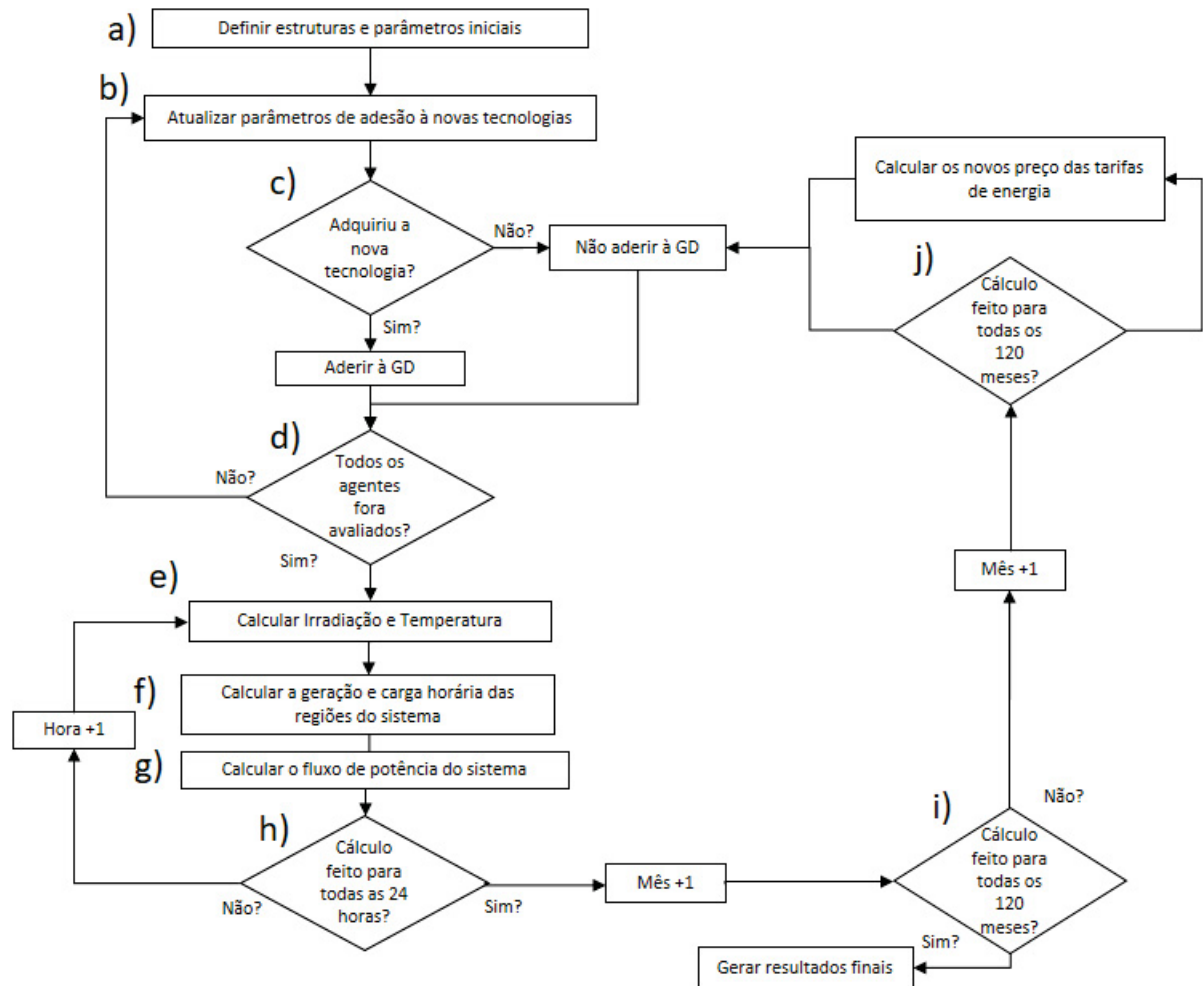 a)
Definir estruturas e parâmetros iniciais
b)
Atualizar parâmetros de adesão à novas tecnologias
c)
Adquiriu a
nova
tecnologia?
Não?
Não aderir à GD
Sim?
Aderir à GD
d)
Todos os
agentes
fora
avaliados?
Não?
Sim?
e)
Calcular Irradiação e Temperatura
f)
Calcular a geração e carga horária das
regiões do sistema
Hora +1
g)
Calcular o fluxo de potência do sistema
h)
Cálculo
feito para
todas as 24
horas?
Não?
Sim?
Mês +1
i)
Cálculo
feito para
todas os
120
meses?
Não?
Sim?
Gerar resultados finais
Mês +1
j)
Cálculo
feito para
todas os
120
meses?
Calcular os novos preço das tarifas
de energia